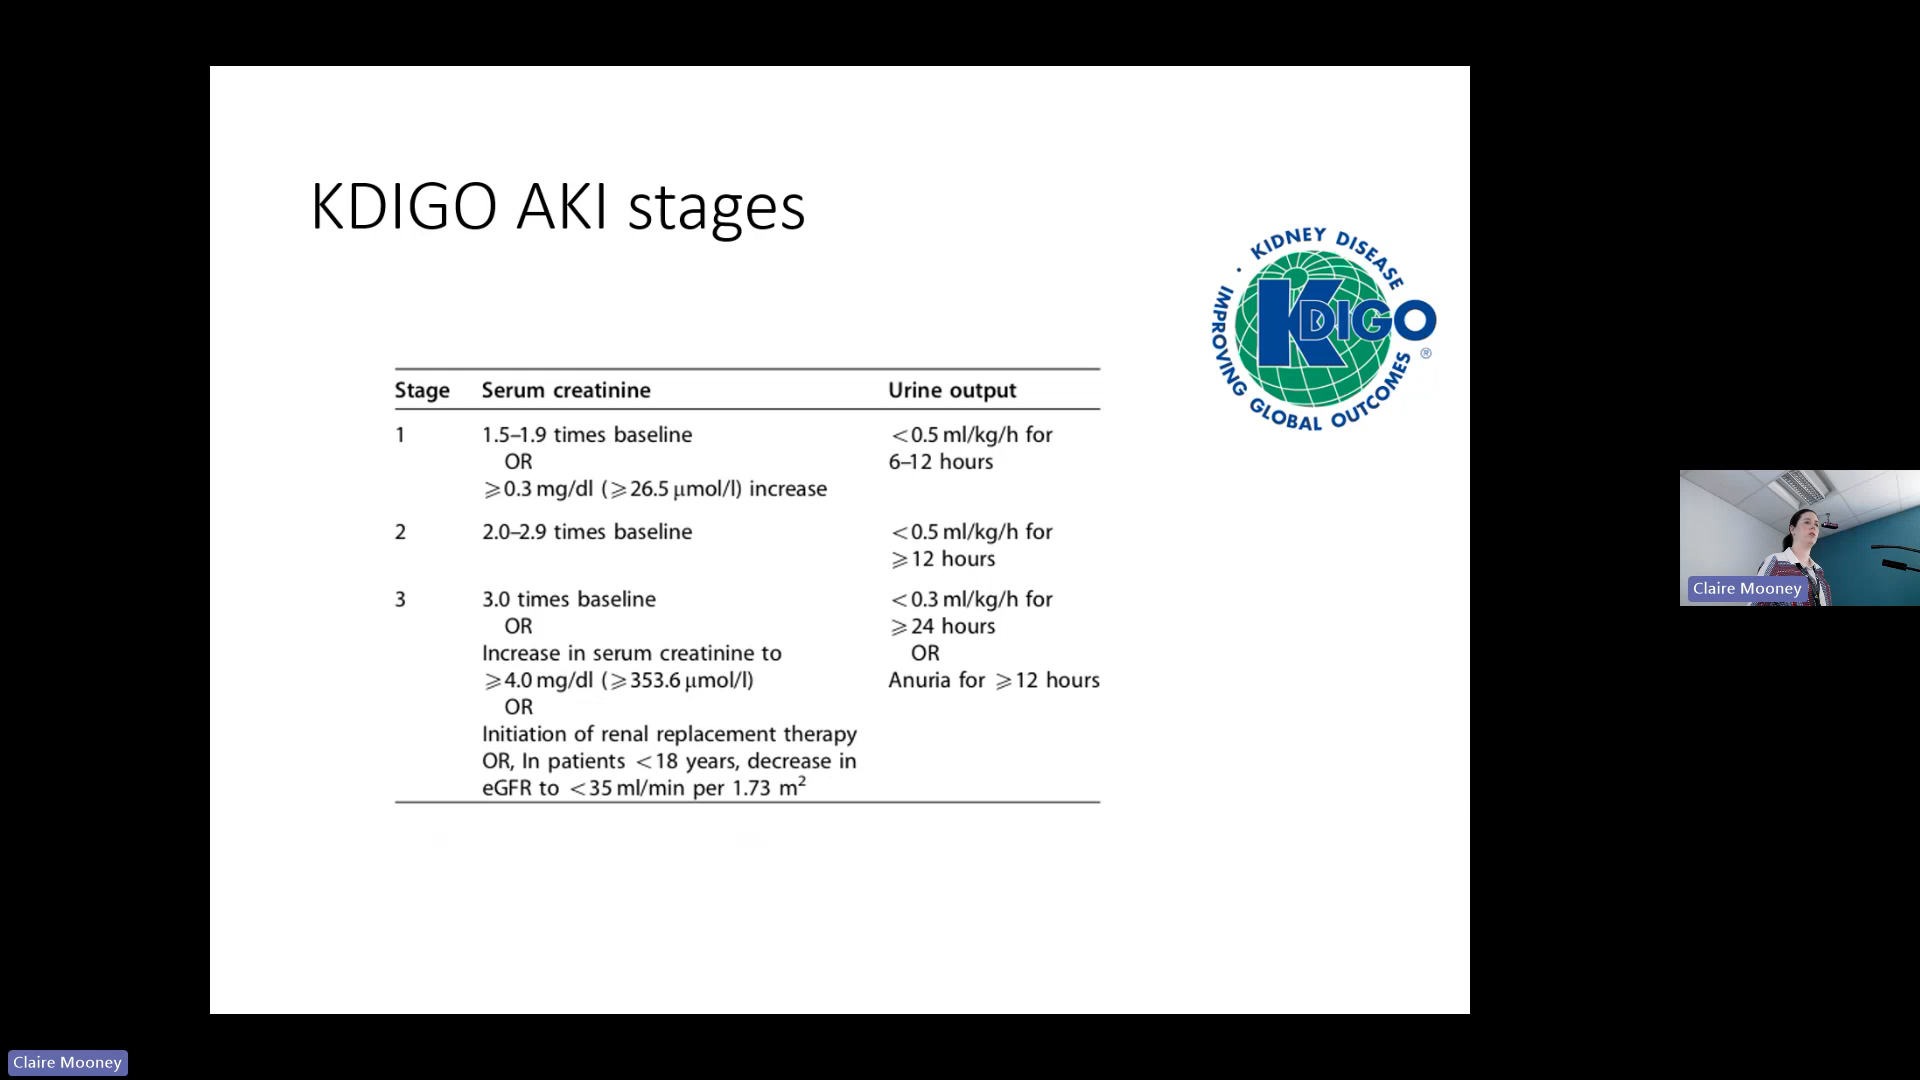 KDIGO AKI stages
· KIDNEY DISEASE
IMPROVING GLOBAL OUTCOMES
KDIGO
®
Stage Serum creatinine Urine output
1 1.5–1.9 times baseline <0.5 ml/kg/h for
OR 6–12 hours
⩾0.3 mg/dl (⩾26.5 μmol/l) increase
2 2.0–2.9 times baseline <0.5 ml/kg/h for
⩾12 hours
3 3.0 times baseline <0.3 ml/kg/h for
OR ⩾24 hours
Increase in serum creatinine to OR
⩾4.0 mg/dl (⩾353.6 μmol/l) Anuria for ⩾12 hours
OR
Initiation of renal replacement therapy
OR, In patients <18 years, decrease in
eGFR to <35 ml/min per 1.73 m²
Claire Mooney
Claire Mooney